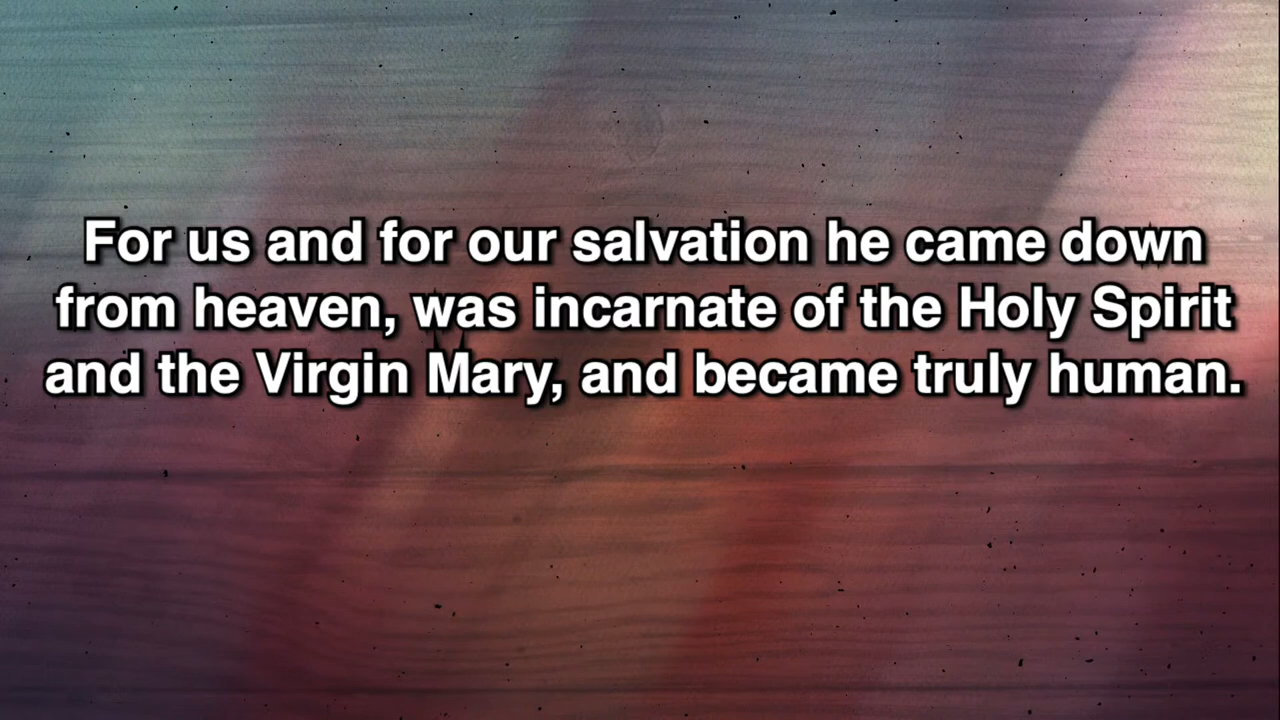 For us and for our salvation he came down
from heaven, was incarnate of the Holy Spirit
and the Virgin Mary, and became truly human.